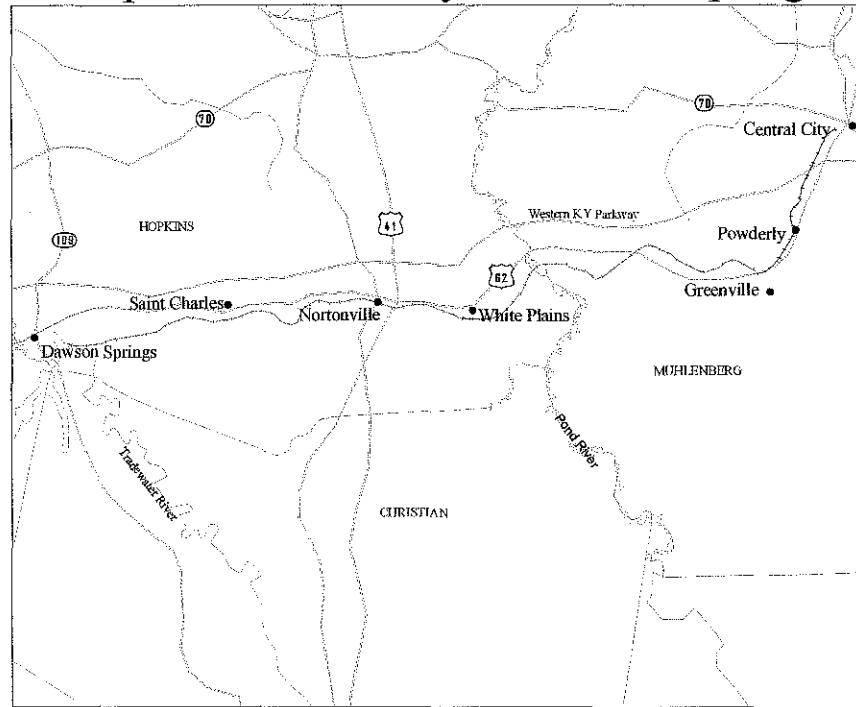 70
70
Central City
HOPKINS
41
Western KY Parkway
109
Powderly
62
Saint Charles
Nortonville
White Plains
Greenville
Dawson Springs
MUHLENBERG
Pond River
Tradewater River
CHRISTIAN